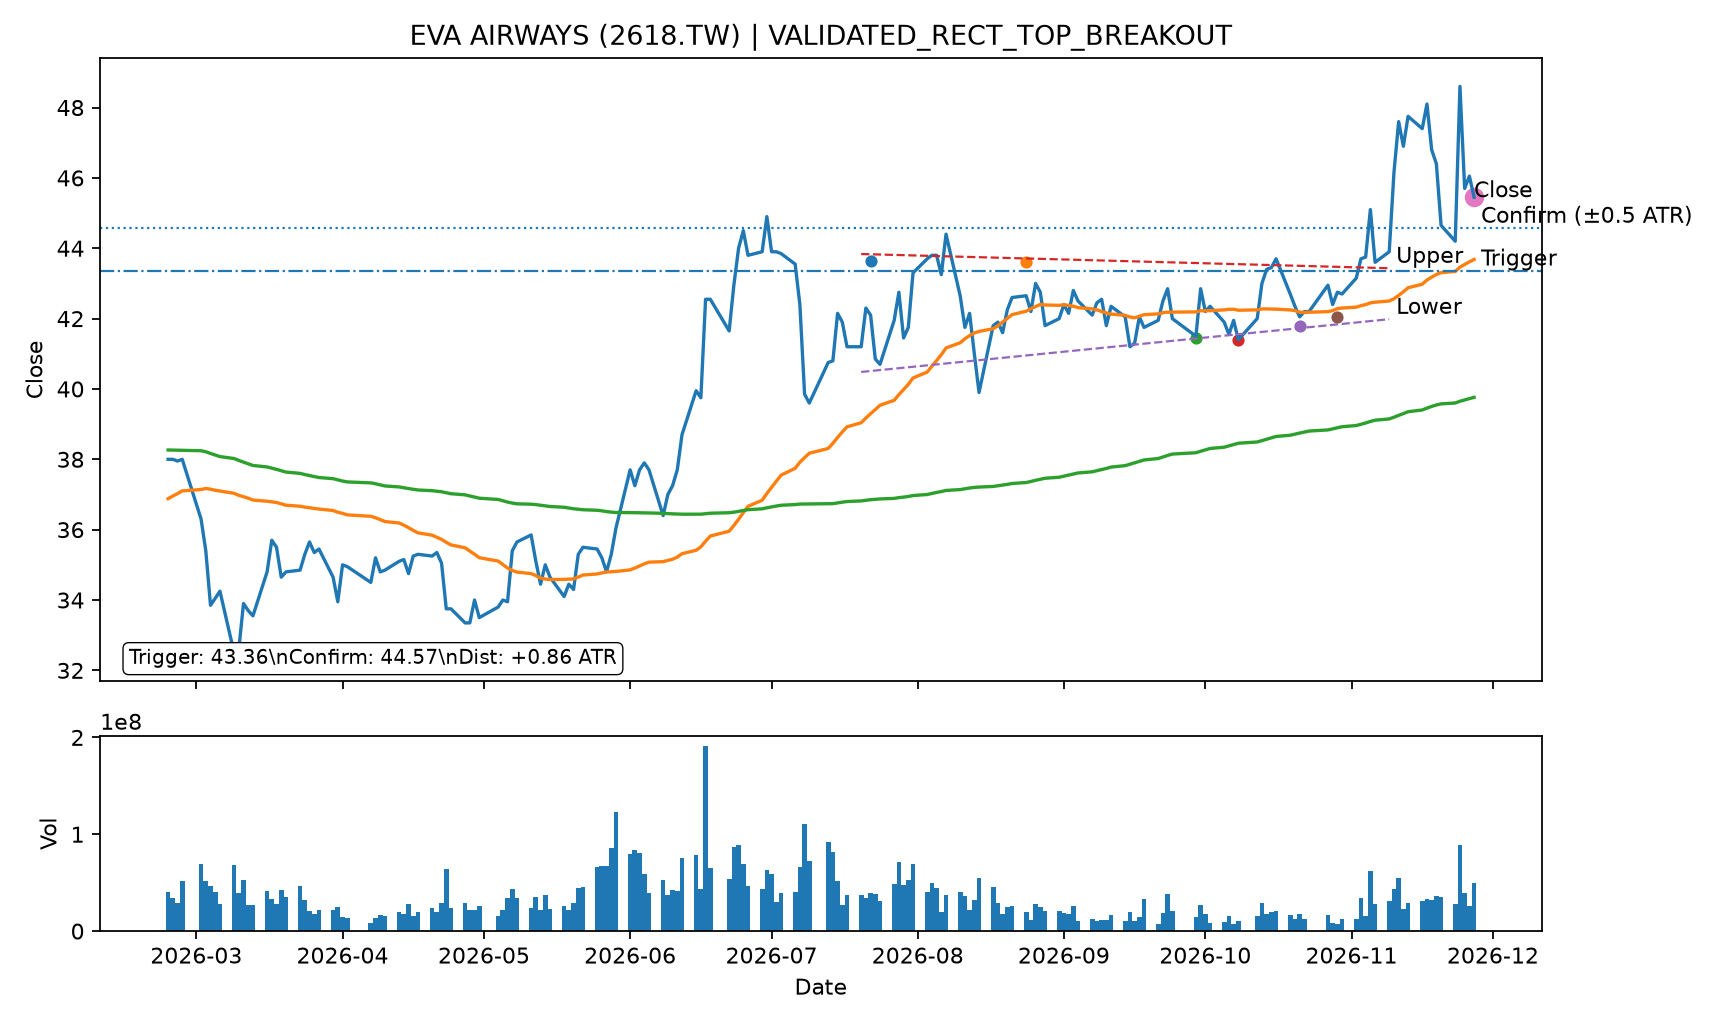 EVA AIRWAYS (2618.TW) | VALIDATED_RECT_TOP_BREAKOUT
Close
48
46
44
42
40
38
36
34
32
Close
Confirm (±0.5 ATR)
Upper
Trigger
Lower
Trigger: 43.36\nConfirm: 44.57\nDist: +0.86 ATR
1e8
Vol
2
1
0
2026-03 2026-04 2026-05 2026-06 2026-07 2026-08 2026-09 2026-10 2026-11 2026-12
Date